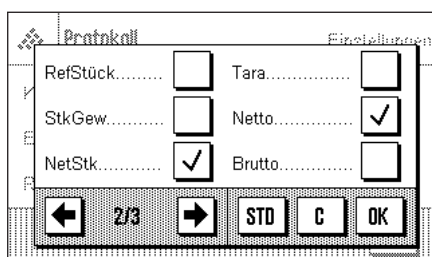 Protokoll Einstellungen
RefStück.......... Tara...............
StkGew........... Netto..............
NetStk............ Brutto.............
2/3 STD C OK